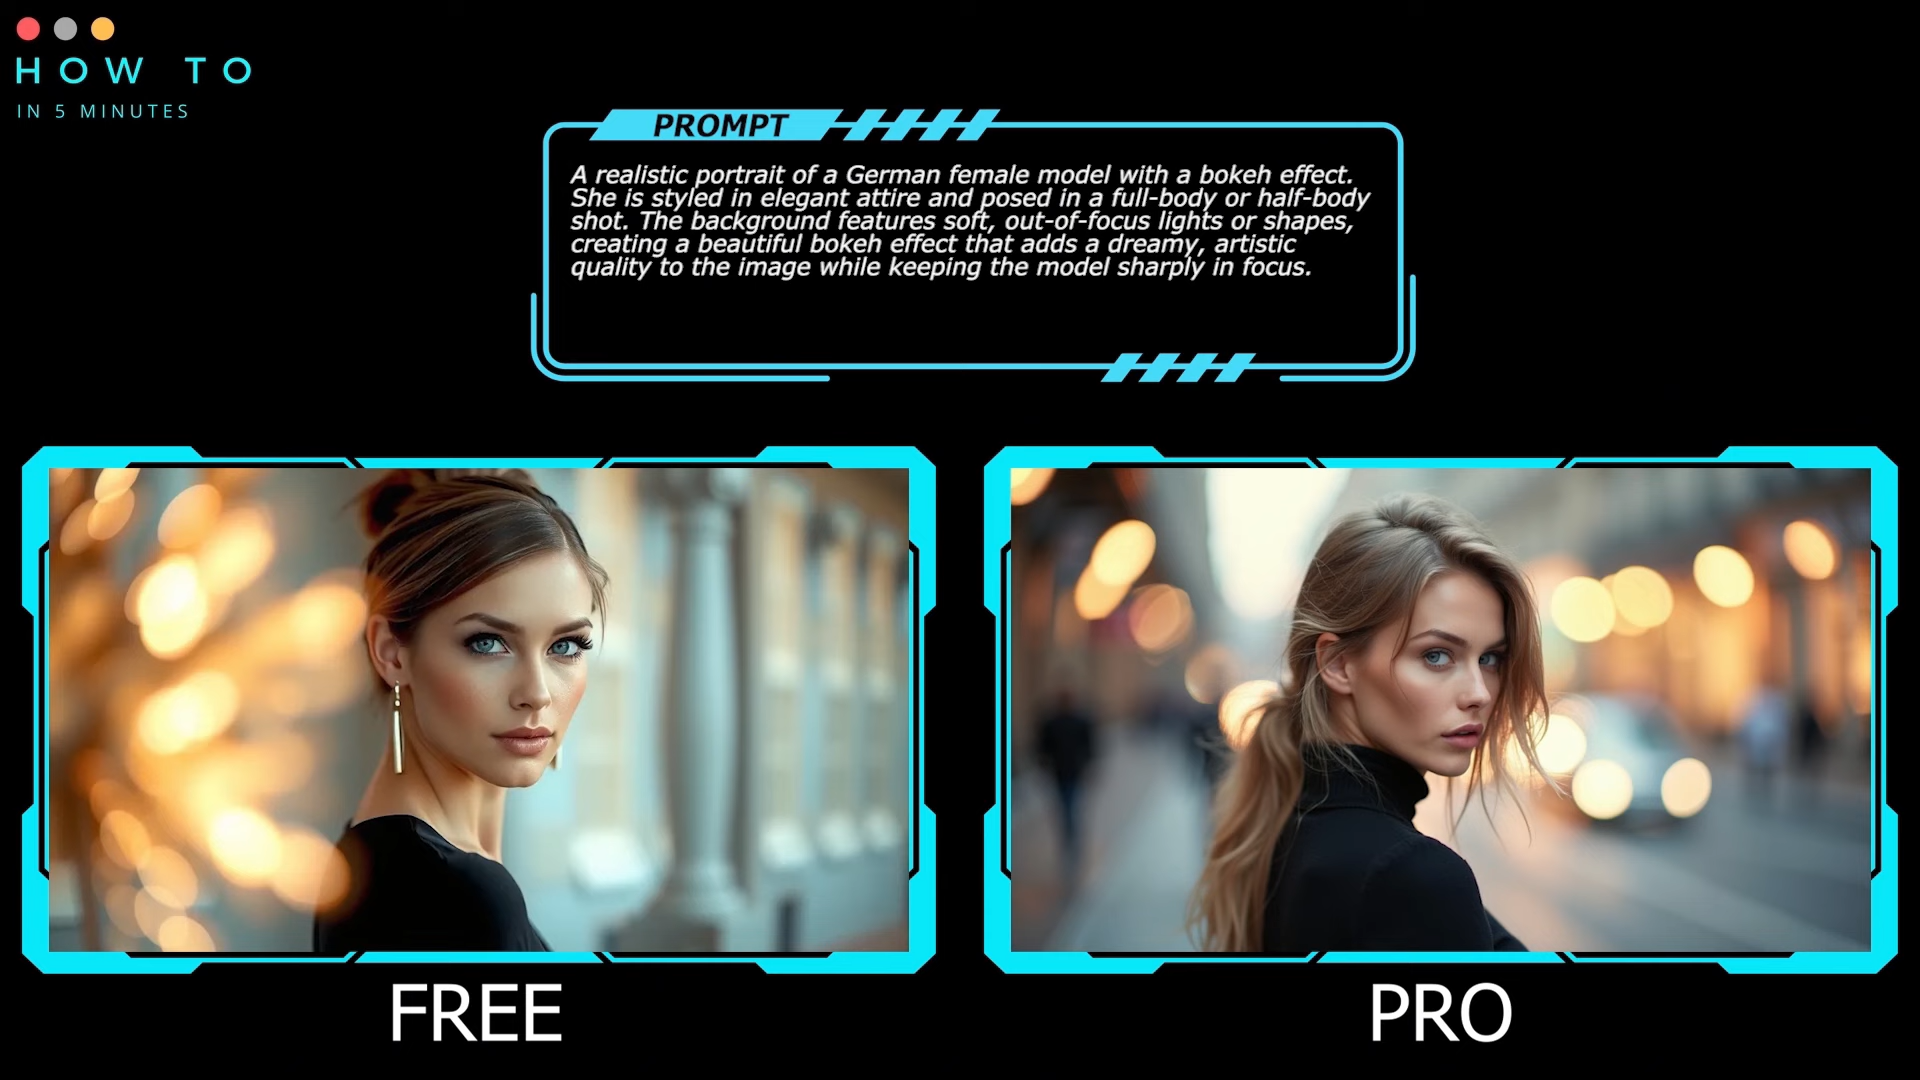 HOW TO
IN 5 MINUTES
PROMPT
A realistic portrait of a German female model with a bokeh effect.
She is styled in elegant attire and posed in a full-body or half-body
shot. The background features soft, out-of-focus lights or shapes,
creating a beautiful bokeh effect that adds a dreamy, artistic
quality to the image while keeping the model sharply in focus.
FREE
PRO